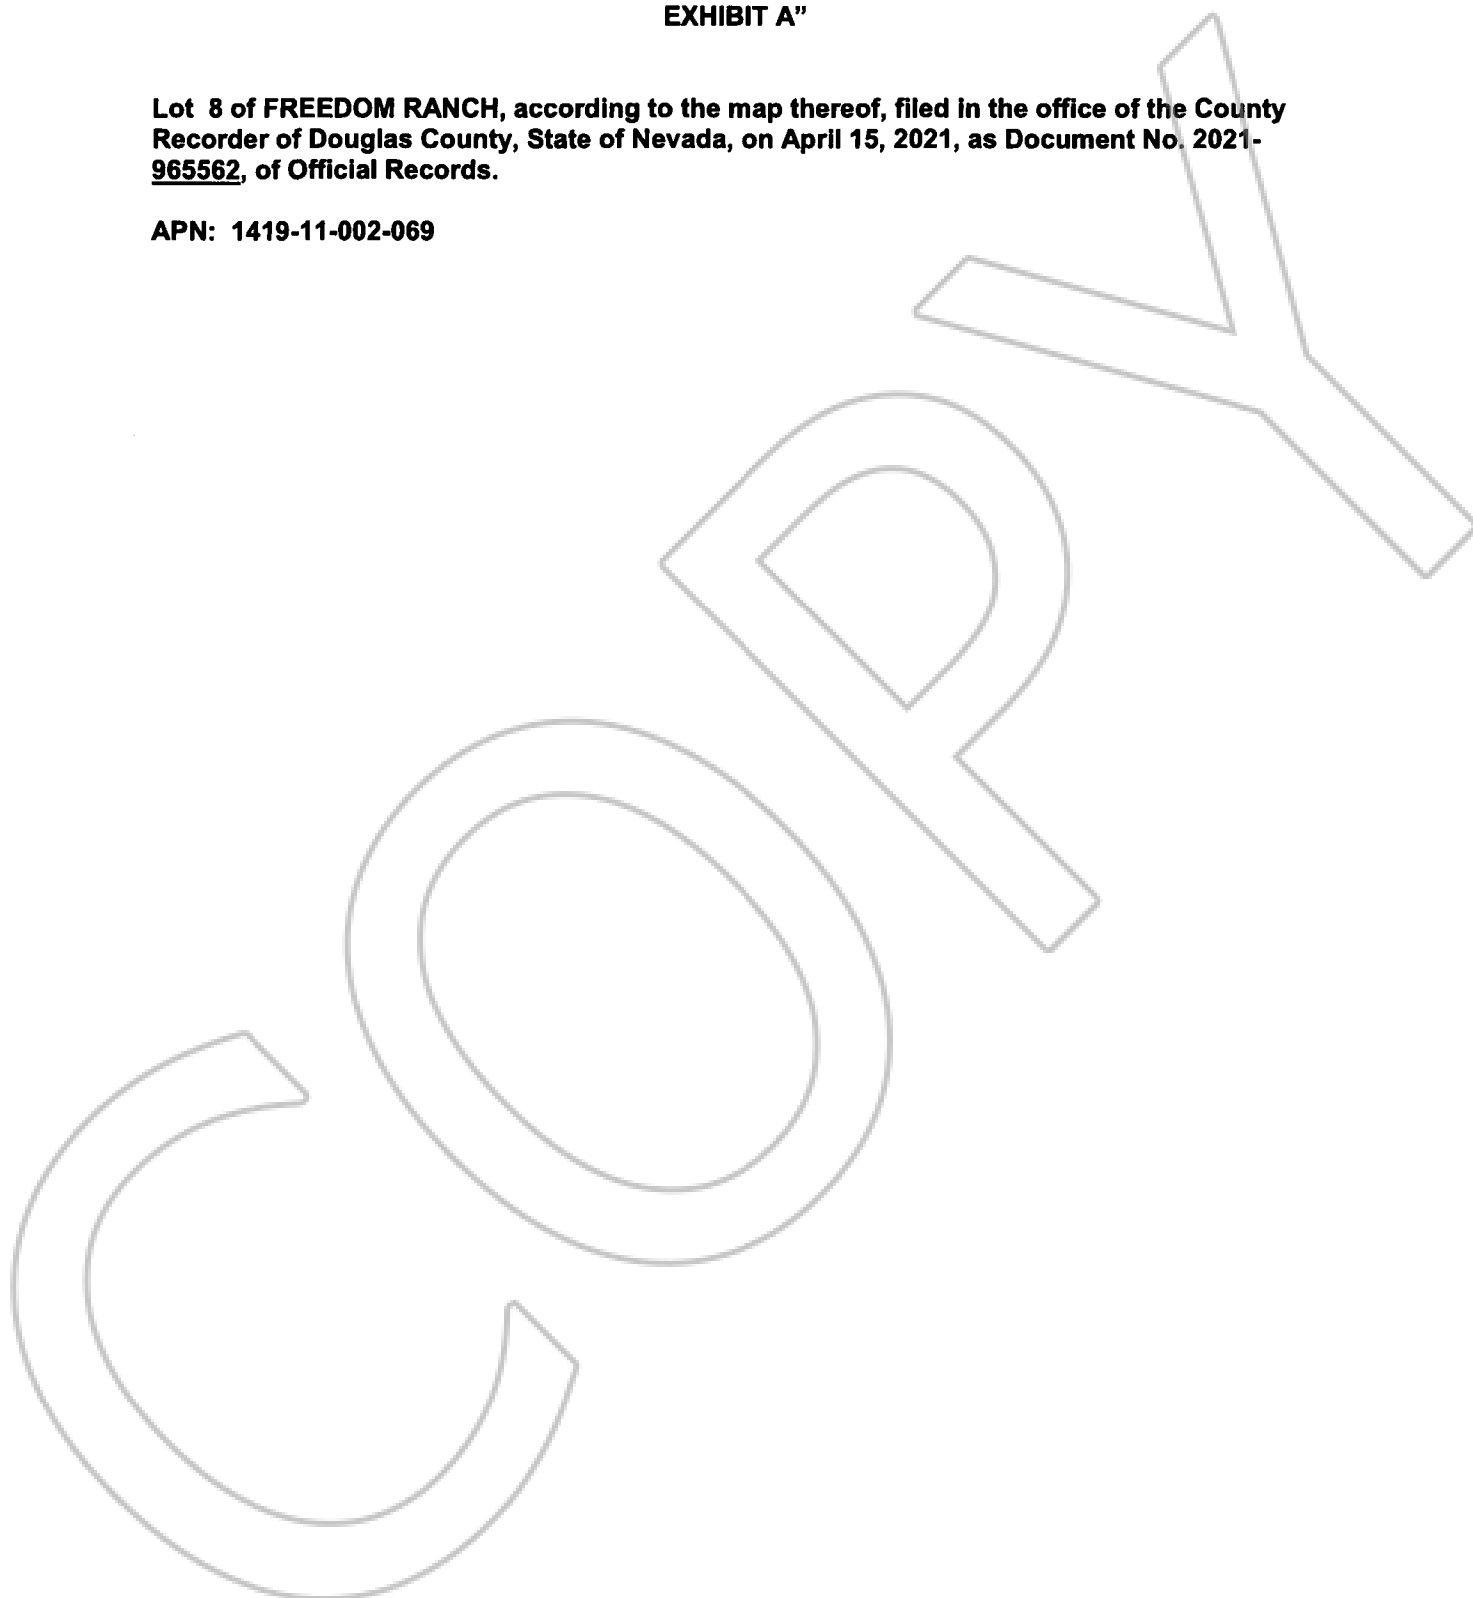 EXHIBIT A”
Lot 8 of FREEDOM RANCH, according to the map thereof, filed in the office of the County
Recorder of Douglas County, State of Nevada, on April 15, 2021, as Document No. 2021-
965562, of Official Records.
APN: 1419-11-002-069
COPY